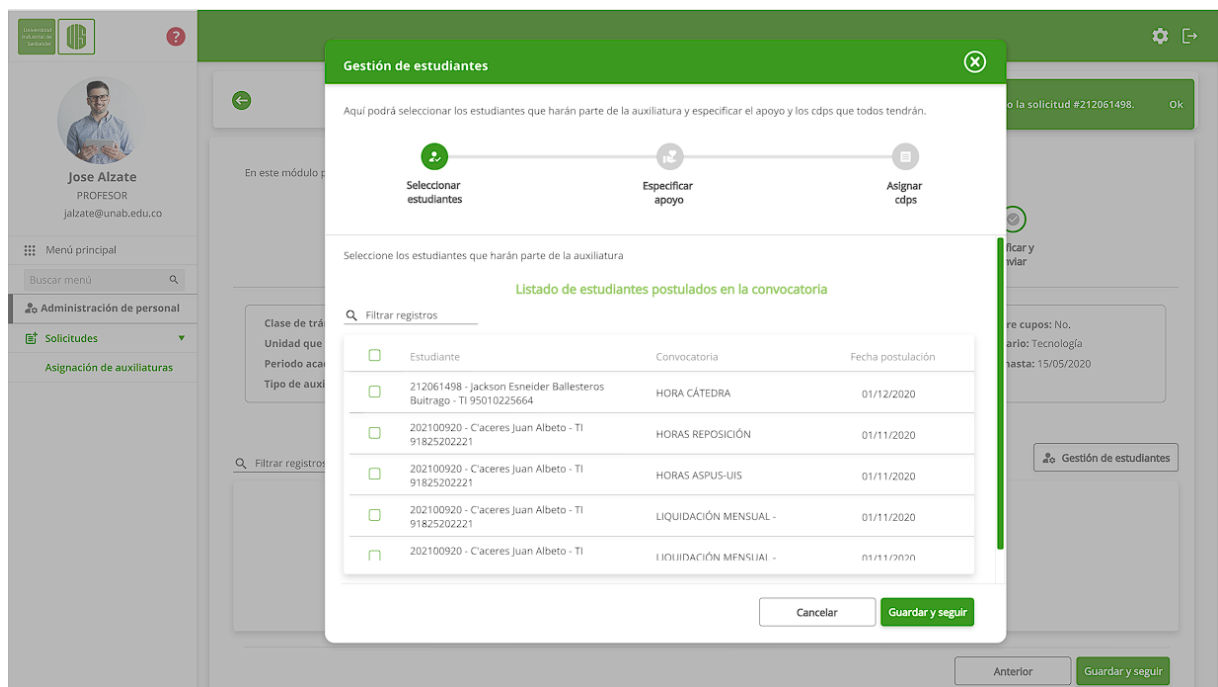 Universidad
Industrial de
Santander
?
Jose Alzate
PROFESOR
jalzate@unab.edu.co
Menú principal
Buscar menú
Administración de personal
Solicitudes
Asignación de auxiliaturas
o la solicitud #212061498. Ok
En este módulo
ficar y
nviar
Clase de trá
Unidad que
Periodo aca
Tipo de auxi
re cupos: No.
ario: Tecnología
hasta: 15/05/2020
Filtrar registros
Gestión de estudiantes
Anterior
Guardar y seguir
Gestión de estudiantes
Aquí podrá seleccionar los estudiantes que harán parte de la auxiliatura y especificar el apoyo y los cdps que todos tendrán.
Seleccionar
estudiantes
Especificar
apoyo
Asignar
cdps
Seleccione los estudiantes que harán parte de la auxiliatura
Listado de estudiantes postulados en la convocatoria
Filtrar registros
Estudiante Convocatoria Fecha postulación
212061498 - Jackson Esneider Ballesteros
Buitrago - TI 95010225664
HORA CÁTEDRA 01/12/2020
202100920 - C'aceres Juan Albeto - TI
91825202221
HORAS REPOSICIÓN 01/11/2020
202100920 - C'aceres Juan Albeto - TI
91825202221
HORAS ASPUS-UIS 01/11/2020
202100920 - C'aceres Juan Albeto - TI
91825202221
LIQUIDACIÓN MENSUAL - 01/11/2020
202100920 - C'aceres Juan Albeto - TI
LIQUIDACIÓN MENSUAL - 01/11/2020
Cancelar
Guardar y seguir